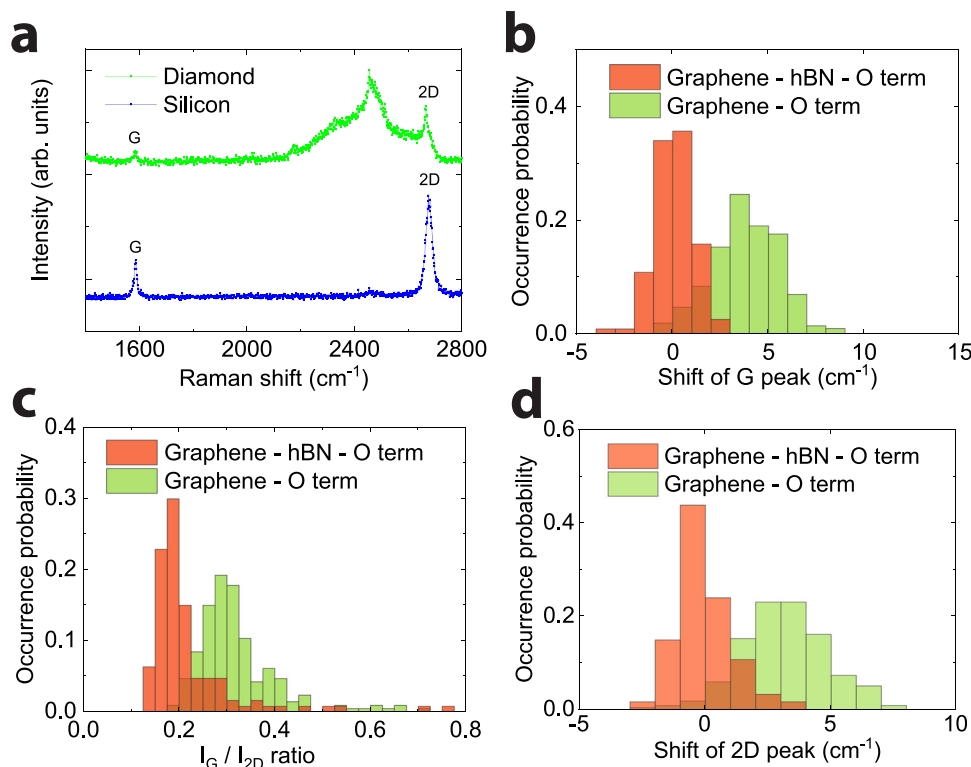 a
Diamond
Silicon
G
2D
G
2D
Intensity (arb. units)
1600
2000
2400
2800
Raman shift (cm⁻¹)
b
Graphene - hBN - O term
Graphene - O term
Occurrence probability
0.4
0.2
0.0
-5
0
5
10
15
Shift of G peak (cm⁻¹)
c
Graphene - hBN - O term
Graphene - O term
Occurrence probability
0.4
0.3
0.2
0.1
0.0
0.0
0.2
0.4
0.6
0.8
I_G / I_2D ratio
d
Graphene - hBN - O term
Graphene - O term
Occurrence probability
0.6
0.4
0.2
0.0
-5
0
5
10
Shift of 2D peak (cm⁻¹)